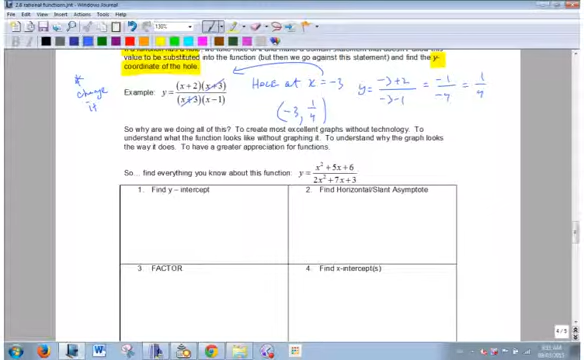 2.6 rational functions - Windows Journal
File Edit View Insert Actions Tools Help
130%
value to be substituted into the function (but then we go against this statement) and find the y-
coordinate of the hole.
* change it
Example: y = (x+2)(x+3) / (x+3)(x-1)
Hole at x = -3
y = -3+2 / -3-1 = -1 / -4 = 1/4
(-3, 1/4)
So why are we doing all of this? To create most excellent graphs without technology. To
understand what the function looks like without graphing it. To understand why the graph looks
the way it does. To have a greater appreciation for functions.
So... find everything you know about this function: y = x² + 5x + 6 / 2x² + 7x + 3
1. Find y – intercept
2. Find Horizontal/Slant Asymptote
3 FACTOR
4. Find x-intercept(s)
4 / 5